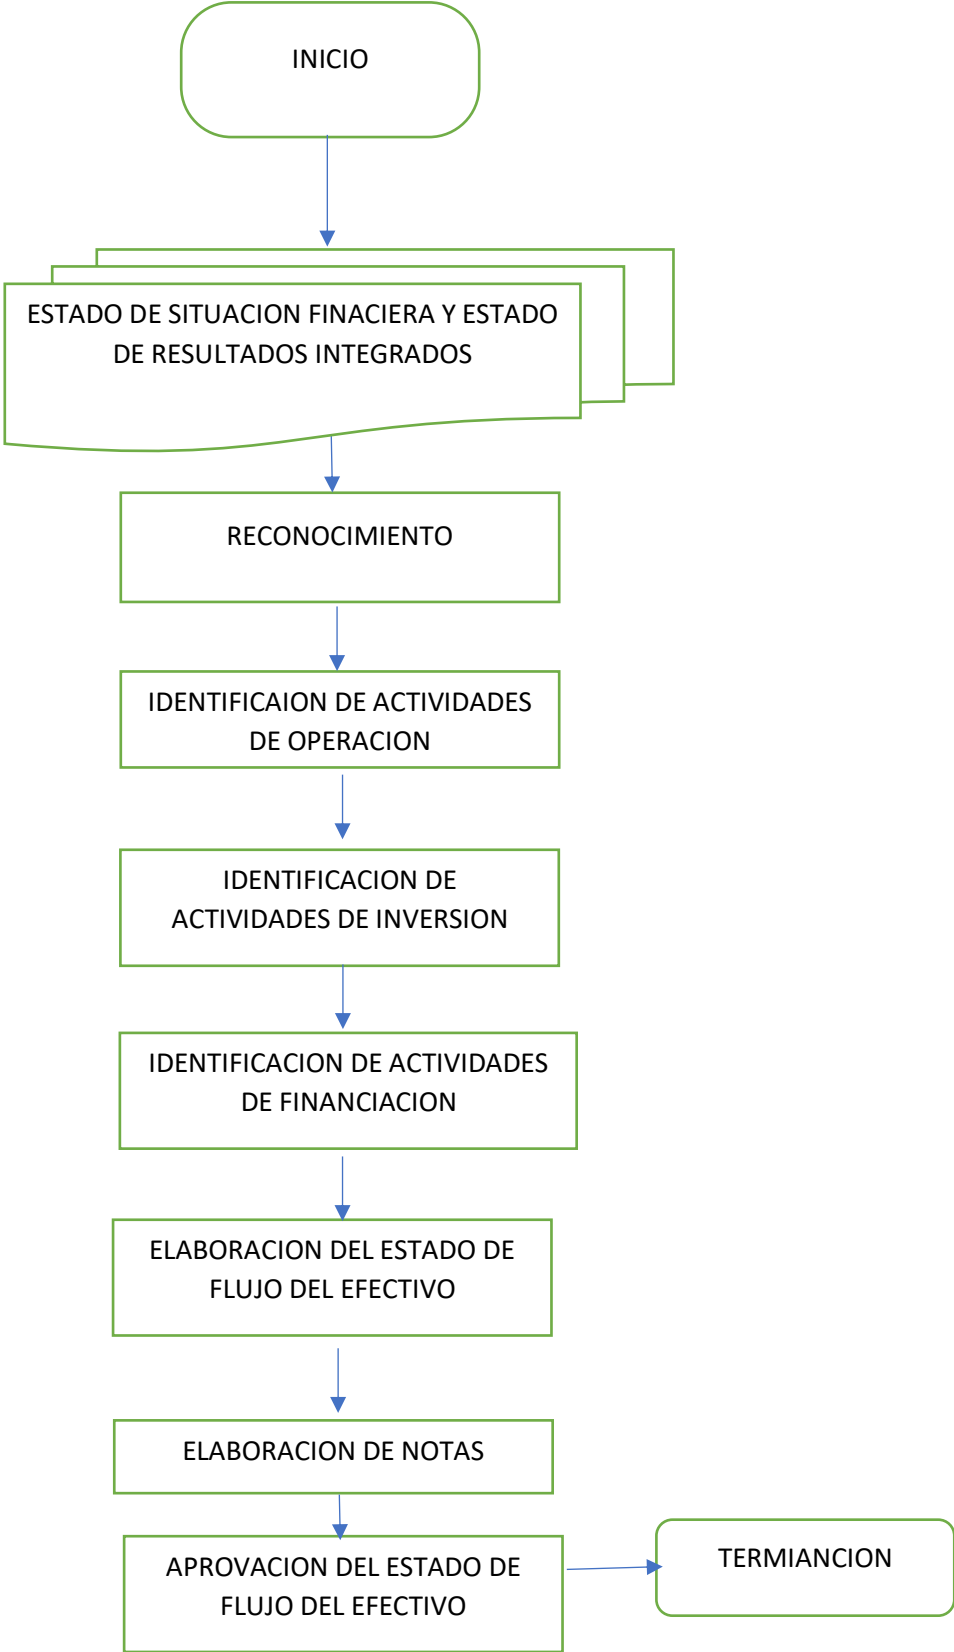 INICIO
ESTADO DE SITUACION FINACIERA Y ESTADO
DE RESULTADOS INTEGRADOS
RECONOCIMIENTO
IDENTIFICAION DE ACTIVIDADES
DE OPERACION
IDENTIFICACION DE
ACTIVIDADES DE INVERSION
IDENTIFICACION DE ACTIVIDADES
DE FINANCIACION
ELABORACION DEL ESTADO DE
FLUJO DEL EFECTIVO
ELABORACION DE NOTAS
APROVACION DEL ESTADO DE
FLUJO DEL EFECTIVO
TERMIANCION